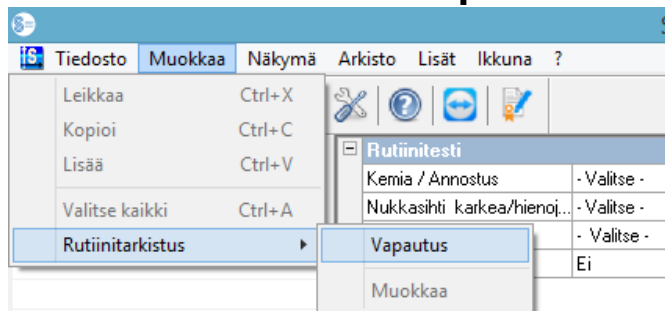 S
Tiedosto Muokkaa Näkymä Arkisto Lisät Ikkuna ?
Leikkaa Ctrl+X
Kopioi Ctrl+C
Lisää Ctrl+V
Valitse kaikki Ctrl+A
Rutiinitarkistus
Vapautus
Muokkaa
Rutiinitesti
Kemia / Annostus - Valitse -
Nukkasihti karkea/hienoj... - Valitse -
- Valitse -
Ei